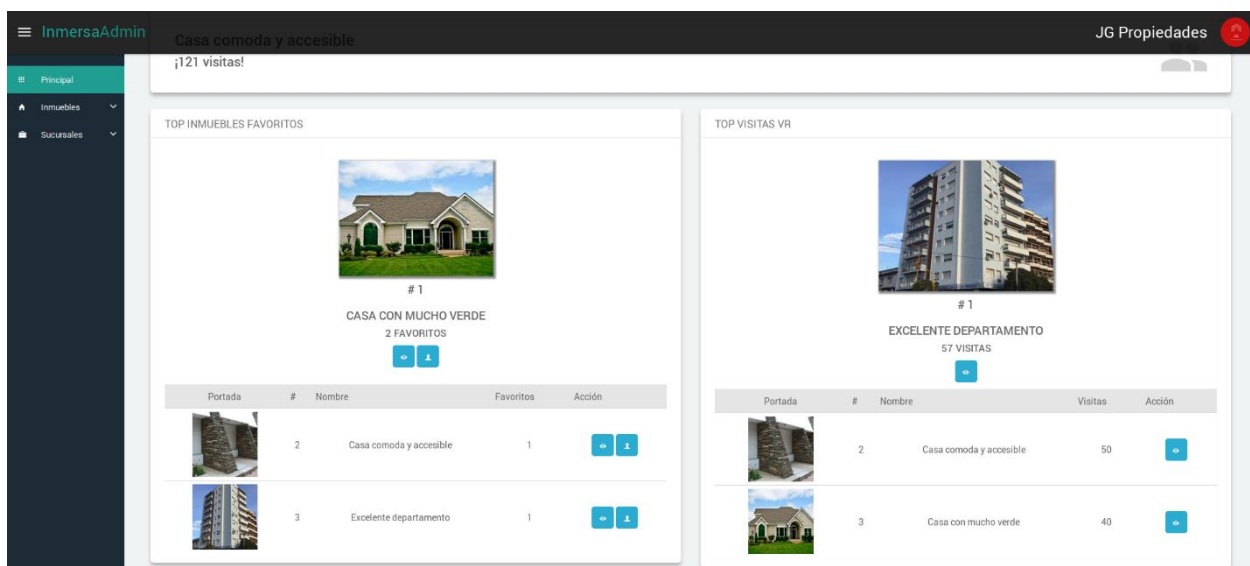 InmersaAdmin
JG Propiedades
Casa comoda y accesible
¡121 visitas!
Principal
Inmuebles
Sucursales
TOP INMUEBLES FAVORITOS
# 1
CASA CON MUCHO VERDE
2 FAVORITOS
Portada # Nombre Favoritos Acción
2 Casa comoda y accesible 1
3 Excelente departamento 1
TOP VISITAS VR
# 1
EXCELENTE DEPARTAMENTO
57 VISITAS
Portada # Nombre Visitas Acción
2 Casa comoda y accesible 50
3 Casa con mucho verde 40